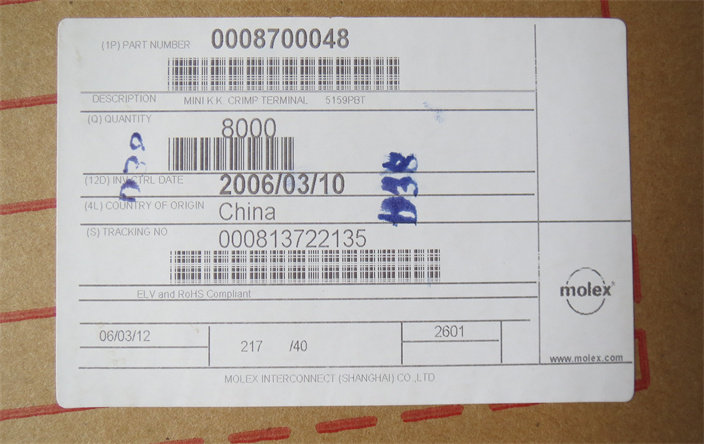 (1P) PART NUMBER 0008700048
DESCRIPTION MINI K.K. CRIMP TERMINAL 5159PBT
(Q) QUANTITY 8000
(12D) INV CTRL DATE 2006/03/10
(4L) COUNTRY OF ORIGIN China
(S) TRACKING NO 000813722135
ELV and RoHS Compliant
molex
06/03/12 217 /40 2601
www.molex.com
MOLEX INTERCONNECT (SHANGHAI) CO.,LTD